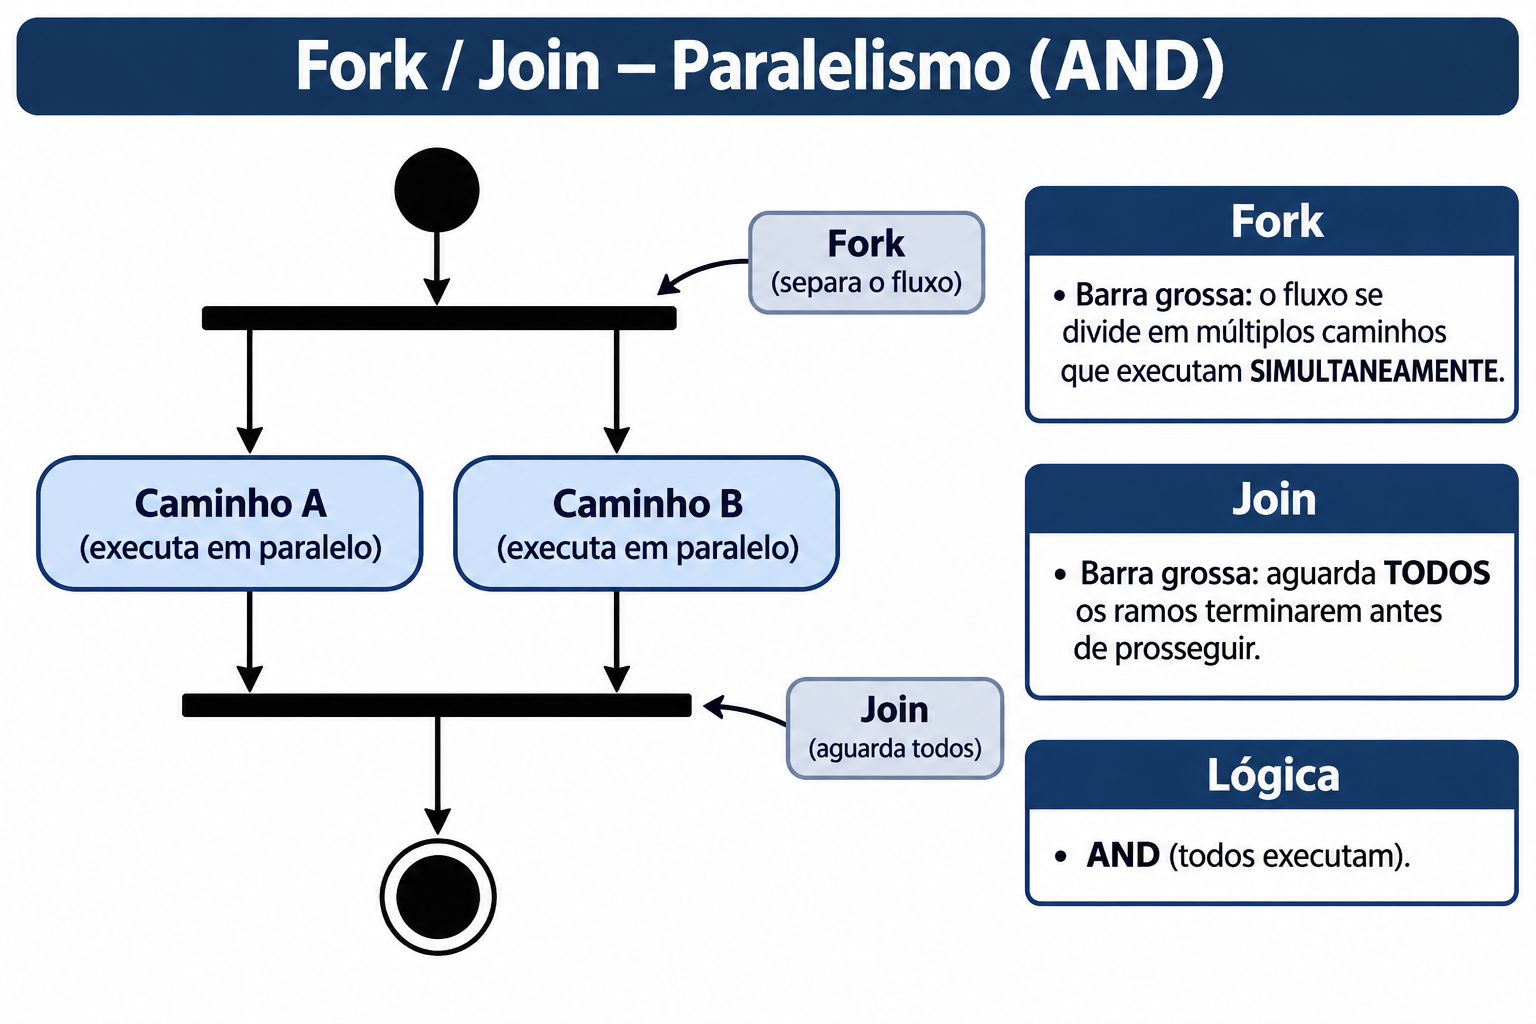 Fork / Join – Paralelismo (AND)
Fork
(separa o fluxo)
Caminho A
(executa em paralelo)
Caminho B
(executa em paralelo)
Join
(aguarda todos)
Fork
• Barra grossa: o fluxo se
divide em múltiplos caminhos
que executam SIMULTANEAMENTE.
Join
• Barra grossa: aguarda TODOS
os ramos terminarem antes
de prosseguir.
Lógica
• AND (todos executam).